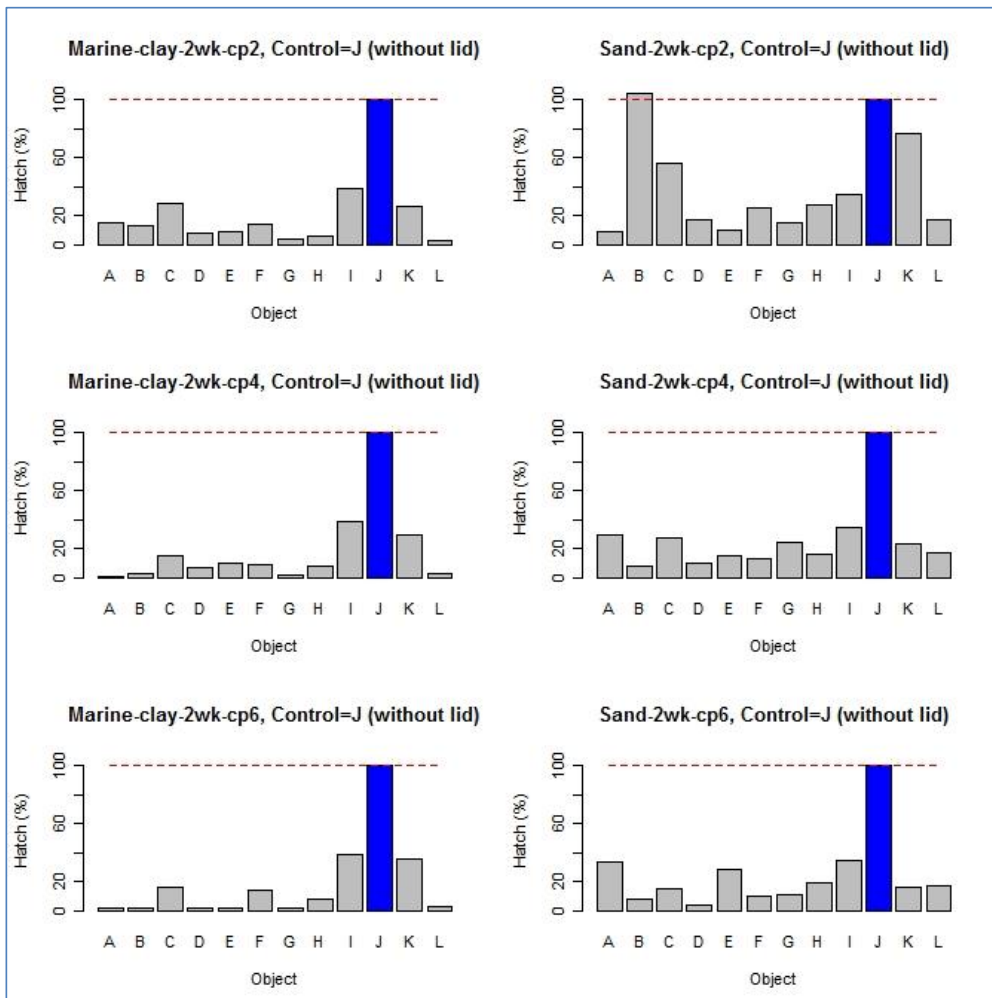 Marine-clay-2wk-cp2, Control=J (without lid)
Hatch (%)
100
60
20
0
A B C D E F G H I J K L
Object
Sand-2wk-cp2, Control=J (without lid)
Hatch (%)
100
60
20
0
A B C D E F G H I J K L
Object
Marine-clay-2wk-cp4, Control=J (without lid)
Hatch (%)
100
60
20
0
A B C D E F G H I J K L
Object
Sand-2wk-cp4, Control=J (without lid)
Hatch (%)
100
60
20
0
A B C D E F G H I J K L
Object
Marine-clay-2wk-cp6, Control=J (without lid)
Hatch (%)
100
60
20
0
A B C D E F G H I J K L
Object
Sand-2wk-cp6, Control=J (without lid)
Hatch (%)
100
60
20
0
A B C D E F G H I J K L
Object